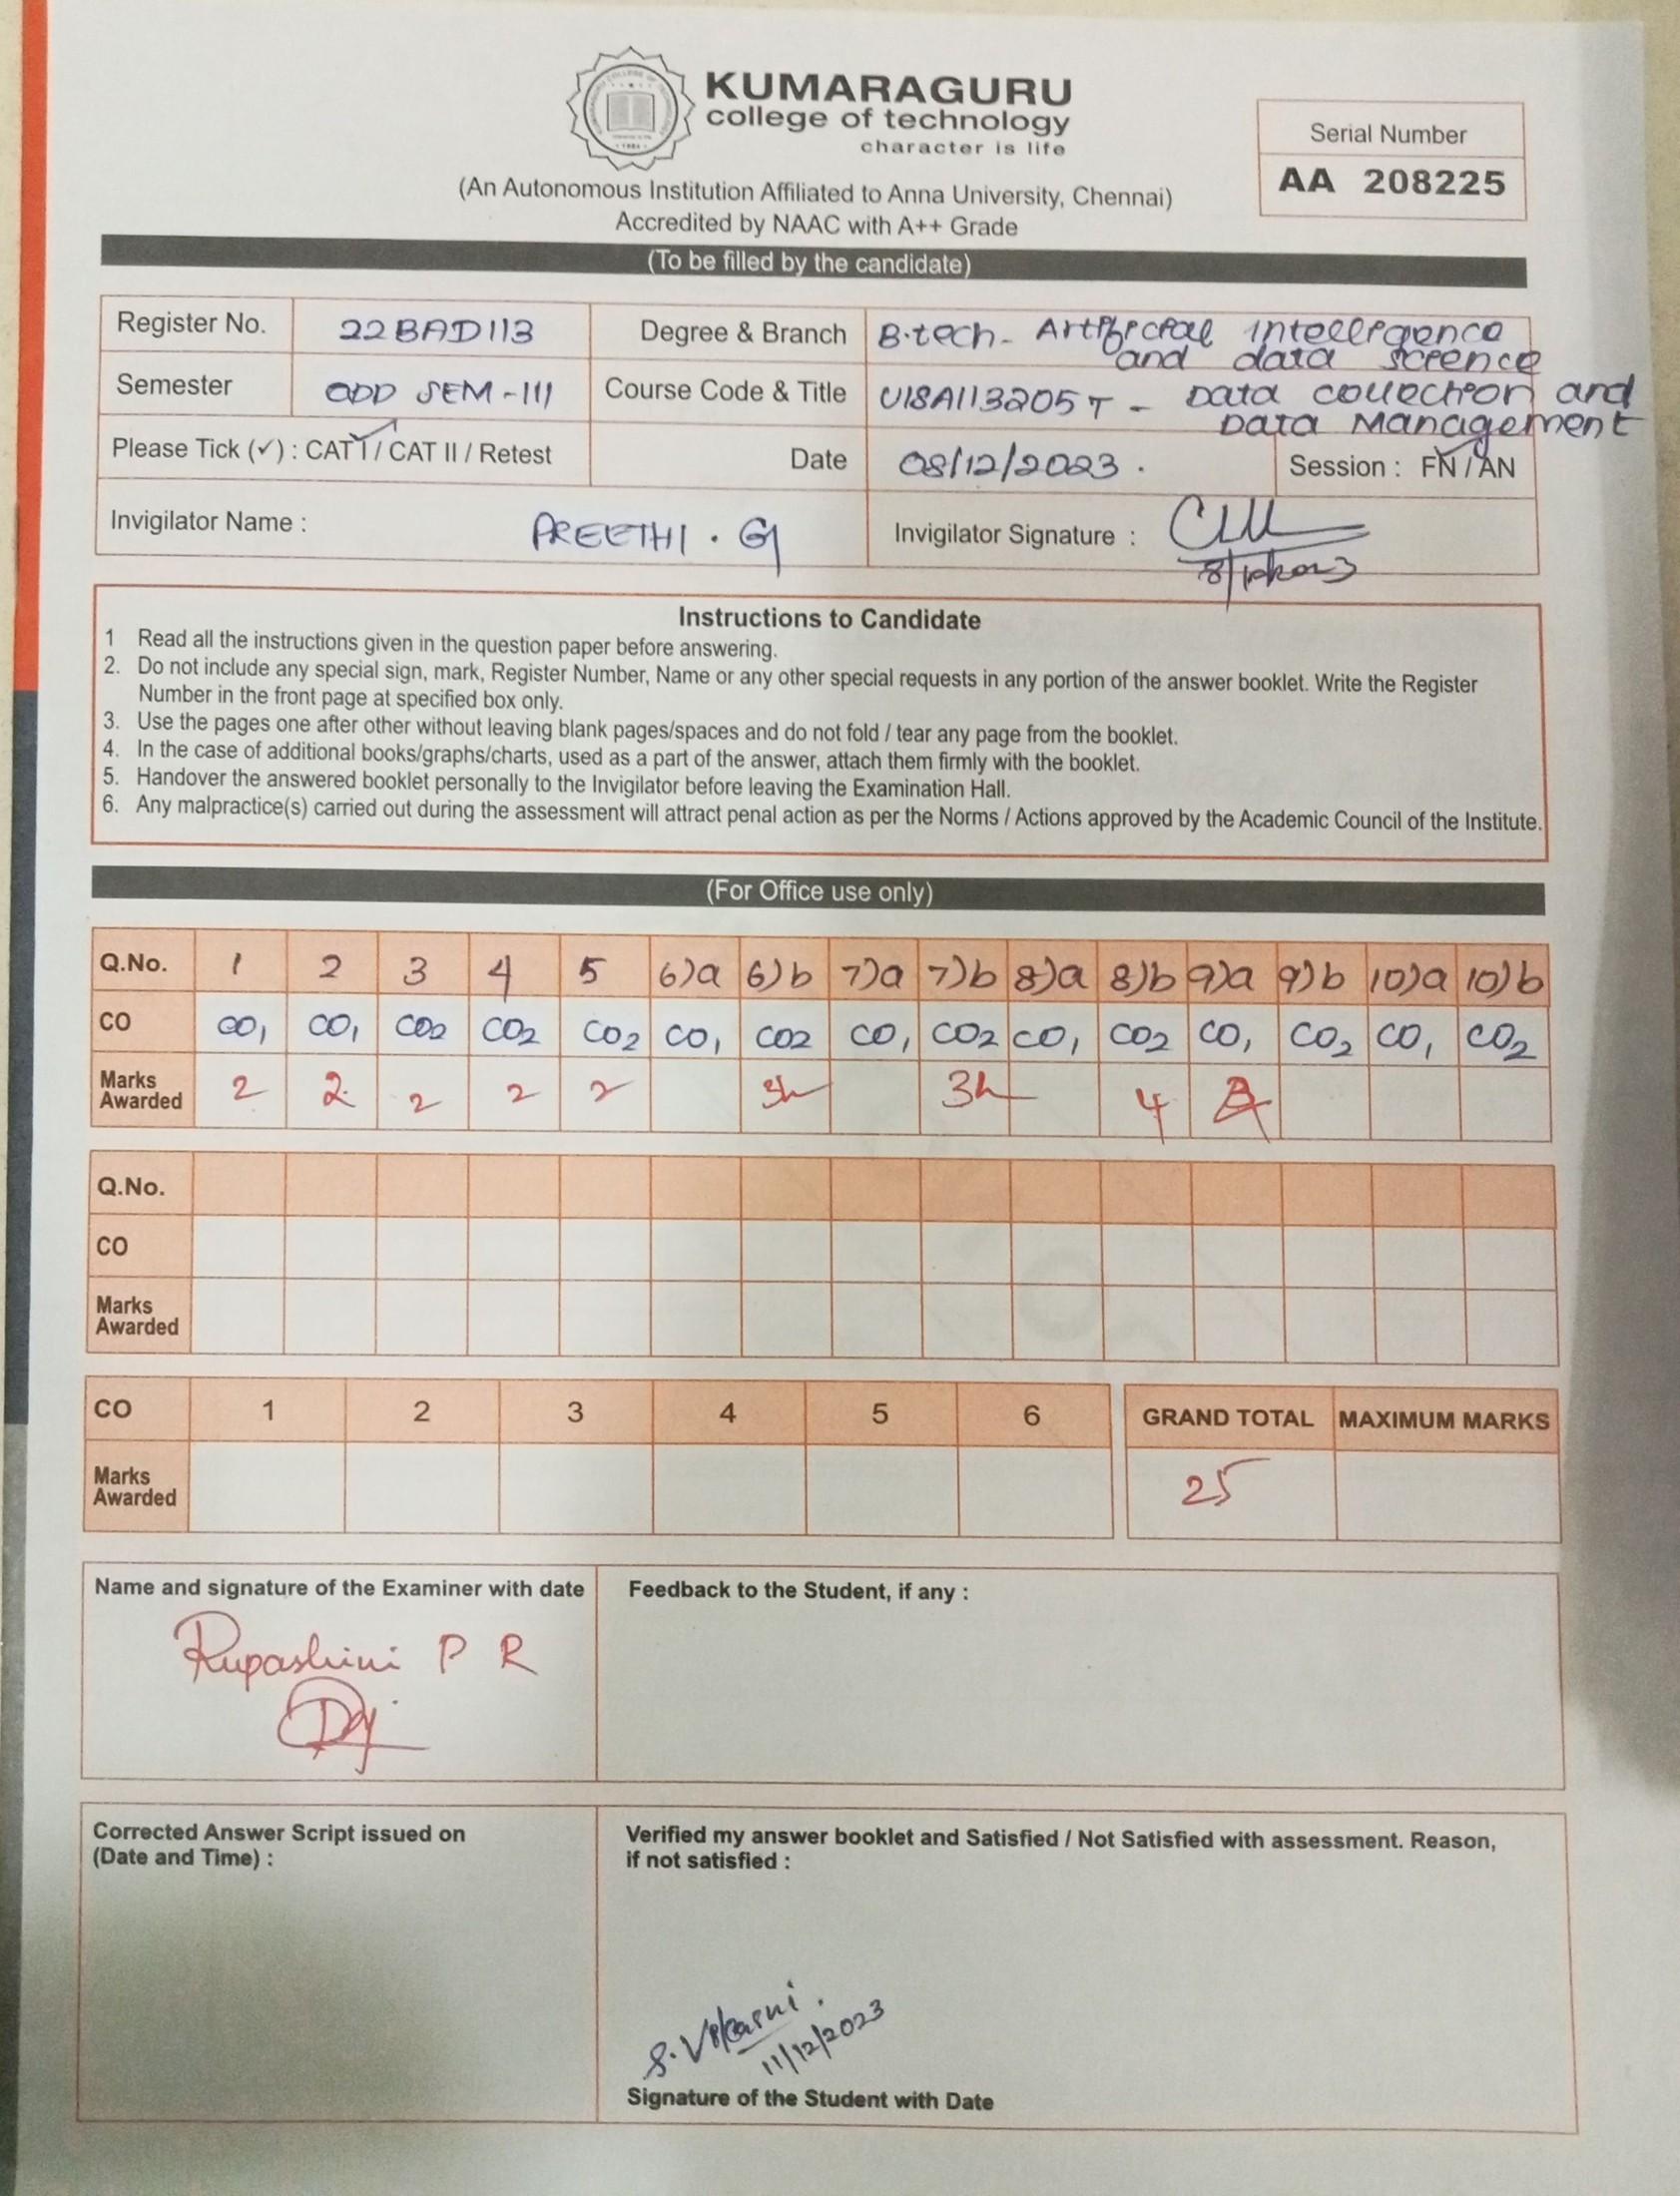 KUMARAGURU
college of technology
character is life
(An Autonomous Institution Affiliated to Anna University, Chennai)
Accredited by NAAC with A++ Grade
Serial Number
AA 208225
(To be filled by the candidate)
Register No. 22BAD113 Degree & Branch B.tech- Artificial intelligence
and data science
Semester ODD SEM-III Course Code & Title U18AII3205T - Data collection and
Data Management
Please Tick (✓) : CAT I / CAT II / Retest Date 08/12/2023 . Session : FN / AN
Invigilator Name : PREETHI . G Invigilator Signature :
Instructions to Candidate
1 Read all the instructions given in the question paper before answering.
2. Do not include any special sign, mark, Register Number, Name or any other special requests in any portion of the answer booklet. Write the Register
Number in the front page at specified box only.
3. Use the pages one after other without leaving blank pages/spaces and do not fold / tear any page from the booklet.
4. In the case of additional books/graphs/charts, used as a part of the answer, attach them firmly with the booklet.
5. Handover the answered booklet personally to the Invigilator before leaving the Examination Hall.
6. Any malpractice(s) carried out during the assessment will attract penal action as per the Norms / Actions approved by the Academic Council of the Institute.
(For Office use only)
Q.No. 1 2 3 4 5 6)a 6)b 7)a 7)b 8)a 8)b 9)a 9)b 10)a 10)b
CO CO1 CO1 CO2 CO2 CO2 CO1 CO2 CO1 CO2 CO1 CO2 CO1 CO2 CO1 CO2
Marks
Awarded 2 2 2 2 2 4
Q.No.
CO
Marks
Awarded
CO 1 2 3 4 5 6 GRAND TOTAL MAXIMUM MARKS
Marks
Awarded 25
Name and signature of the Examiner with date
Rupashini P R
Feedback to the Student, if any :
Corrected Answer Script issued on
(Date and Time) :
Verified my answer booklet and Satisfied / Not Satisfied with assessment. Reason,
if not satisfied :
S.Vikasni.
11/12/2023
Signature of the Student with Date